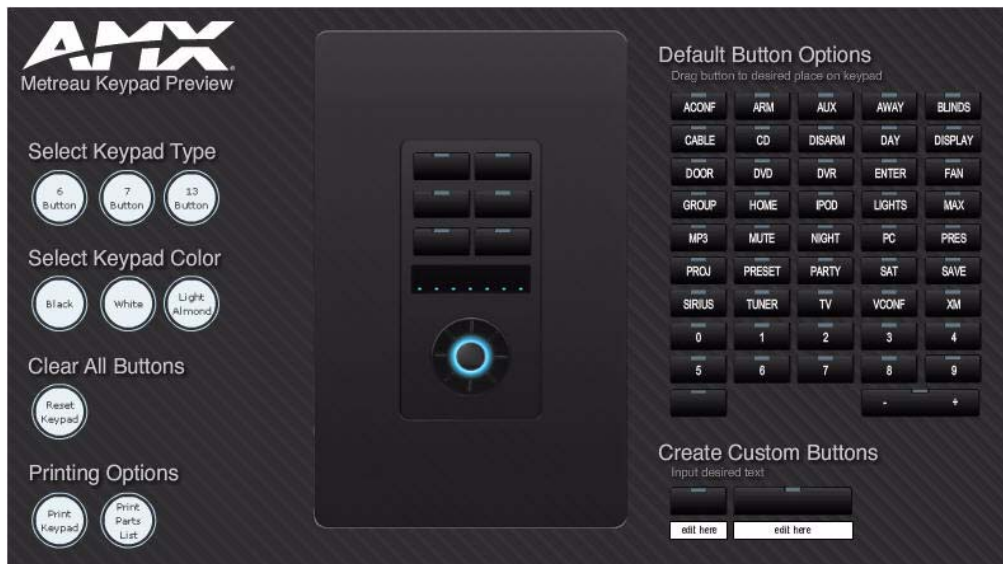 AMX
Metreau Keypad Preview
Select Keypad Type
6 Button
7 Button
13 Button
Select Keypad Color
Black
White
Light Almond
Clear All Buttons
Reset Keypad
Printing Options
Print Keypad
Print Parts List
Default Button Options
Drag button to desired place on keypad
ACONF ARM AUX AWAY BLINDS
CABLE CD DISARM DAY DISPLAY
DOOR DVD DVR ENTER FAN
GROUP HOME IPOD LIGHTS MAX
MP3 MUTE NIGHT PC PRES
PROJ PRESET PARTY SAT SAVE
SIRIUS TUNER TV VCONF XM
0 1 2 3 4
5 6 7 8 9
- +
Create Custom Buttons
Input desired text
edit here edit here